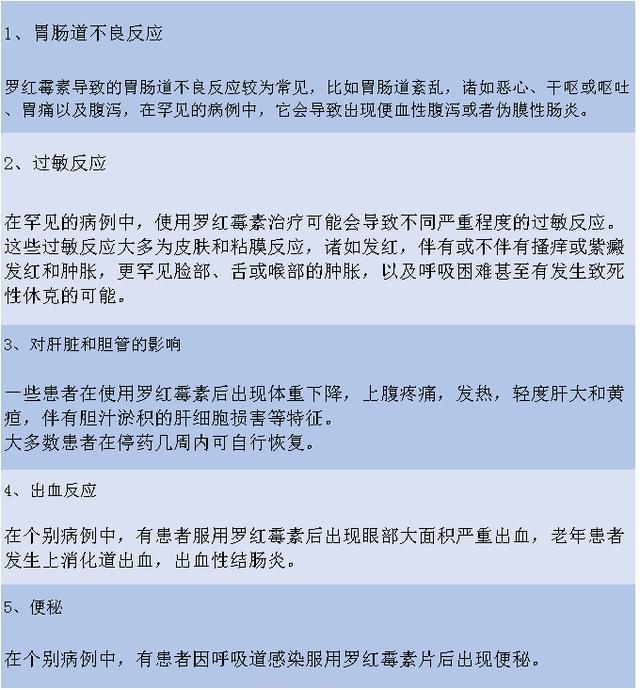 1、胃肠道不良反应
罗红霉素导致的胃肠道不良反应较为常见，比如胃肠道紊乱，诸如恶心、干呕或呕吐
、胃痛以及腹泻，在罕见的病例中，它会导致出现便血性腹泻或者伪膜性肠炎。
2、过敏反应
在罕见的病例中，使用罗红霉素治疗可能会导致不同严重程度的过敏反应。
这些过敏反应大多为皮肤和粘膜反应，诸如发红，伴有或不伴有搔痒或紫癜
发红和肿胀，更罕见脸部、舌或喉部的肿胀，以及呼吸困难甚至有发生致死
性休克的可能。
3、对肝脏和胆管的影响
一些患者在使用罗红霉素后出现体重下降，上腹疼痛，发热，轻度肝大和黄
疸，伴有胆汁淤积的肝细胞损害等特征。
大多数患者在停药几周内可自行恢复。
4、出血反应
在个别病例中，有患者服用罗红霉素后出现眼部大面积严重出血，老年患者
发生上消化道出血，出血性结肠炎。
5、便秘
在个别病例中，有患者因呼吸道感染服用罗红霉素片后出现便秘。